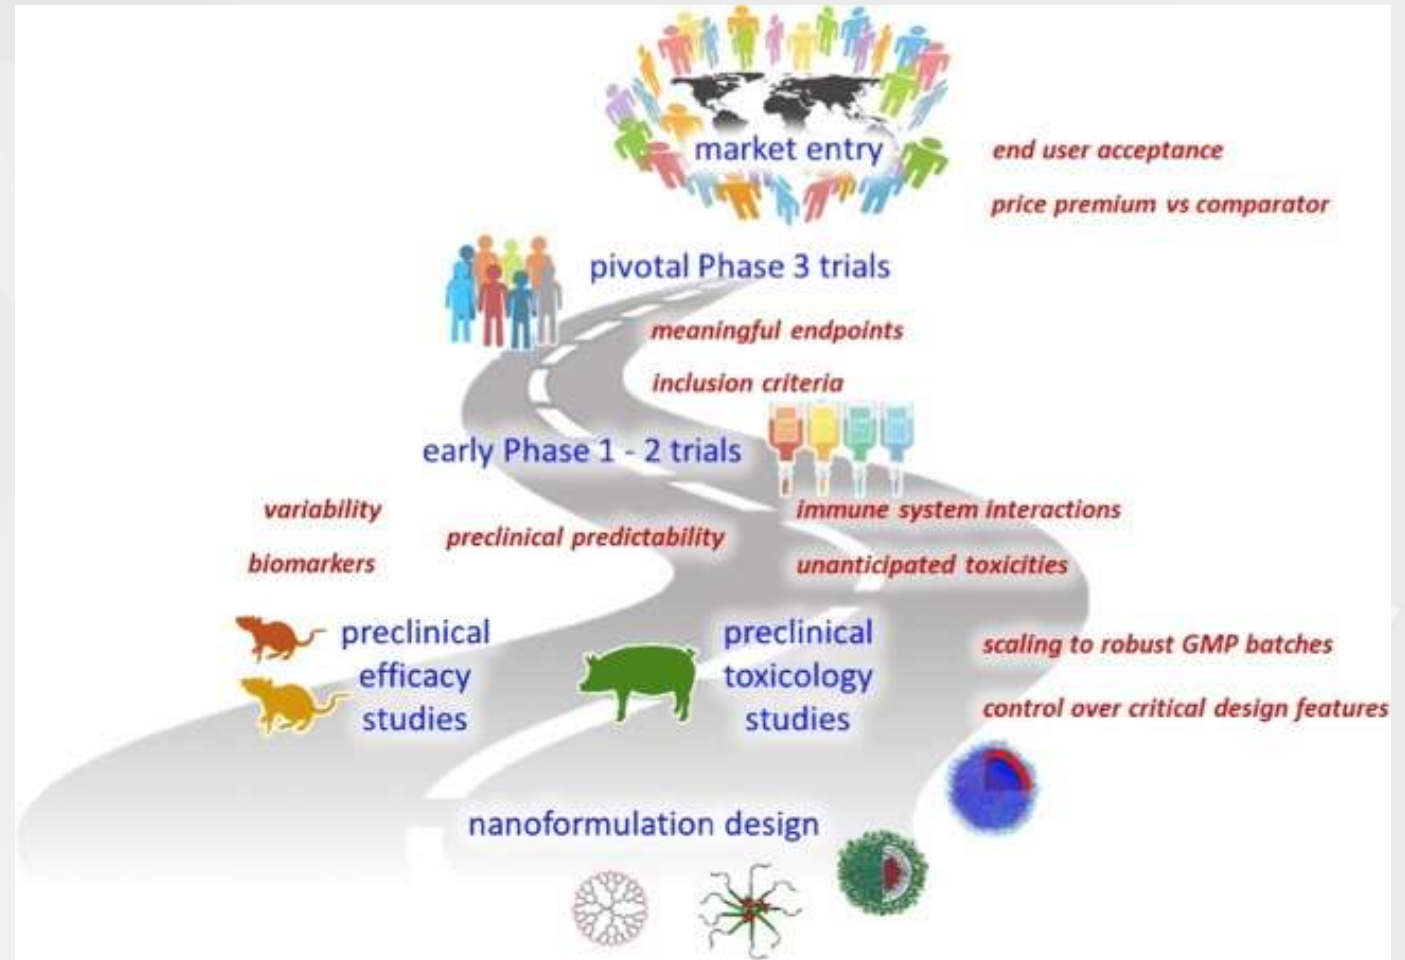 market entry
end user acceptance
price premium vs comparator
pivotal Phase 3 trials
meaningful endpoints
inclusion criteria
early Phase 1 - 2 trials
variability
biomarkers
preclinical predictability
immune system interactions
unanticipated toxicities
preclinical
efficacy
studies
preclinical
toxicology
studies
scaling to robust GMP batches
control over critical design features
nanoformulation design